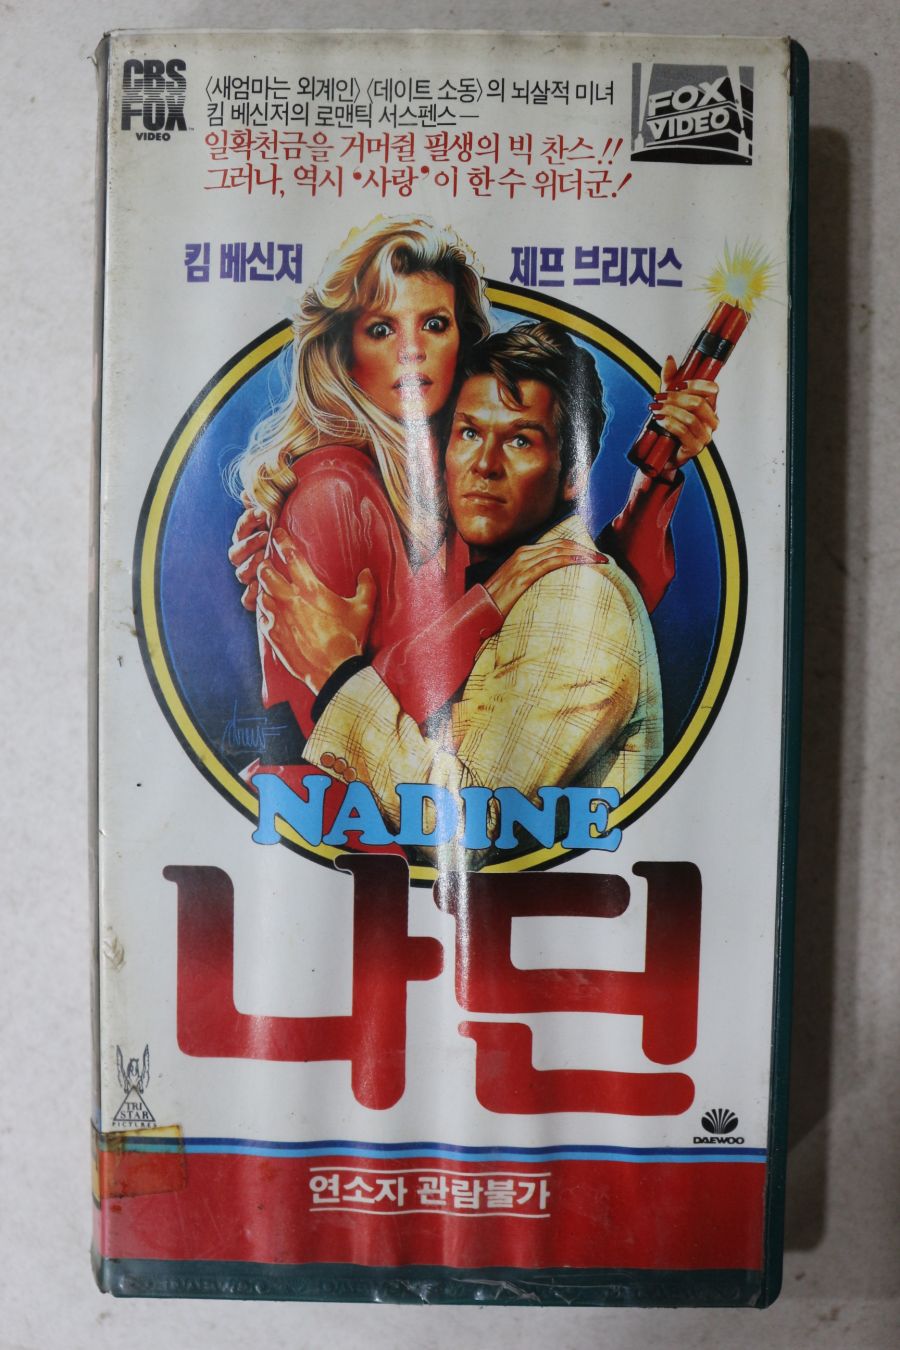 CBS
FOX
VIDEO
〈새엄마는 외계인〉 〈데이트 소동〉의 뇌살적 미녀
킴 베신저의 로맨틱 서스펜스—
일확천금을 거머쥘 필생의 빅 찬스!!
그러나, 역시 '사랑'이 한수 위더군!
FOX
VIDEO
킴 베신저
제프 브리지스
NADINE
나딘
TRI
STAR
PICTURES
DAEWOO
연소자 관람불가